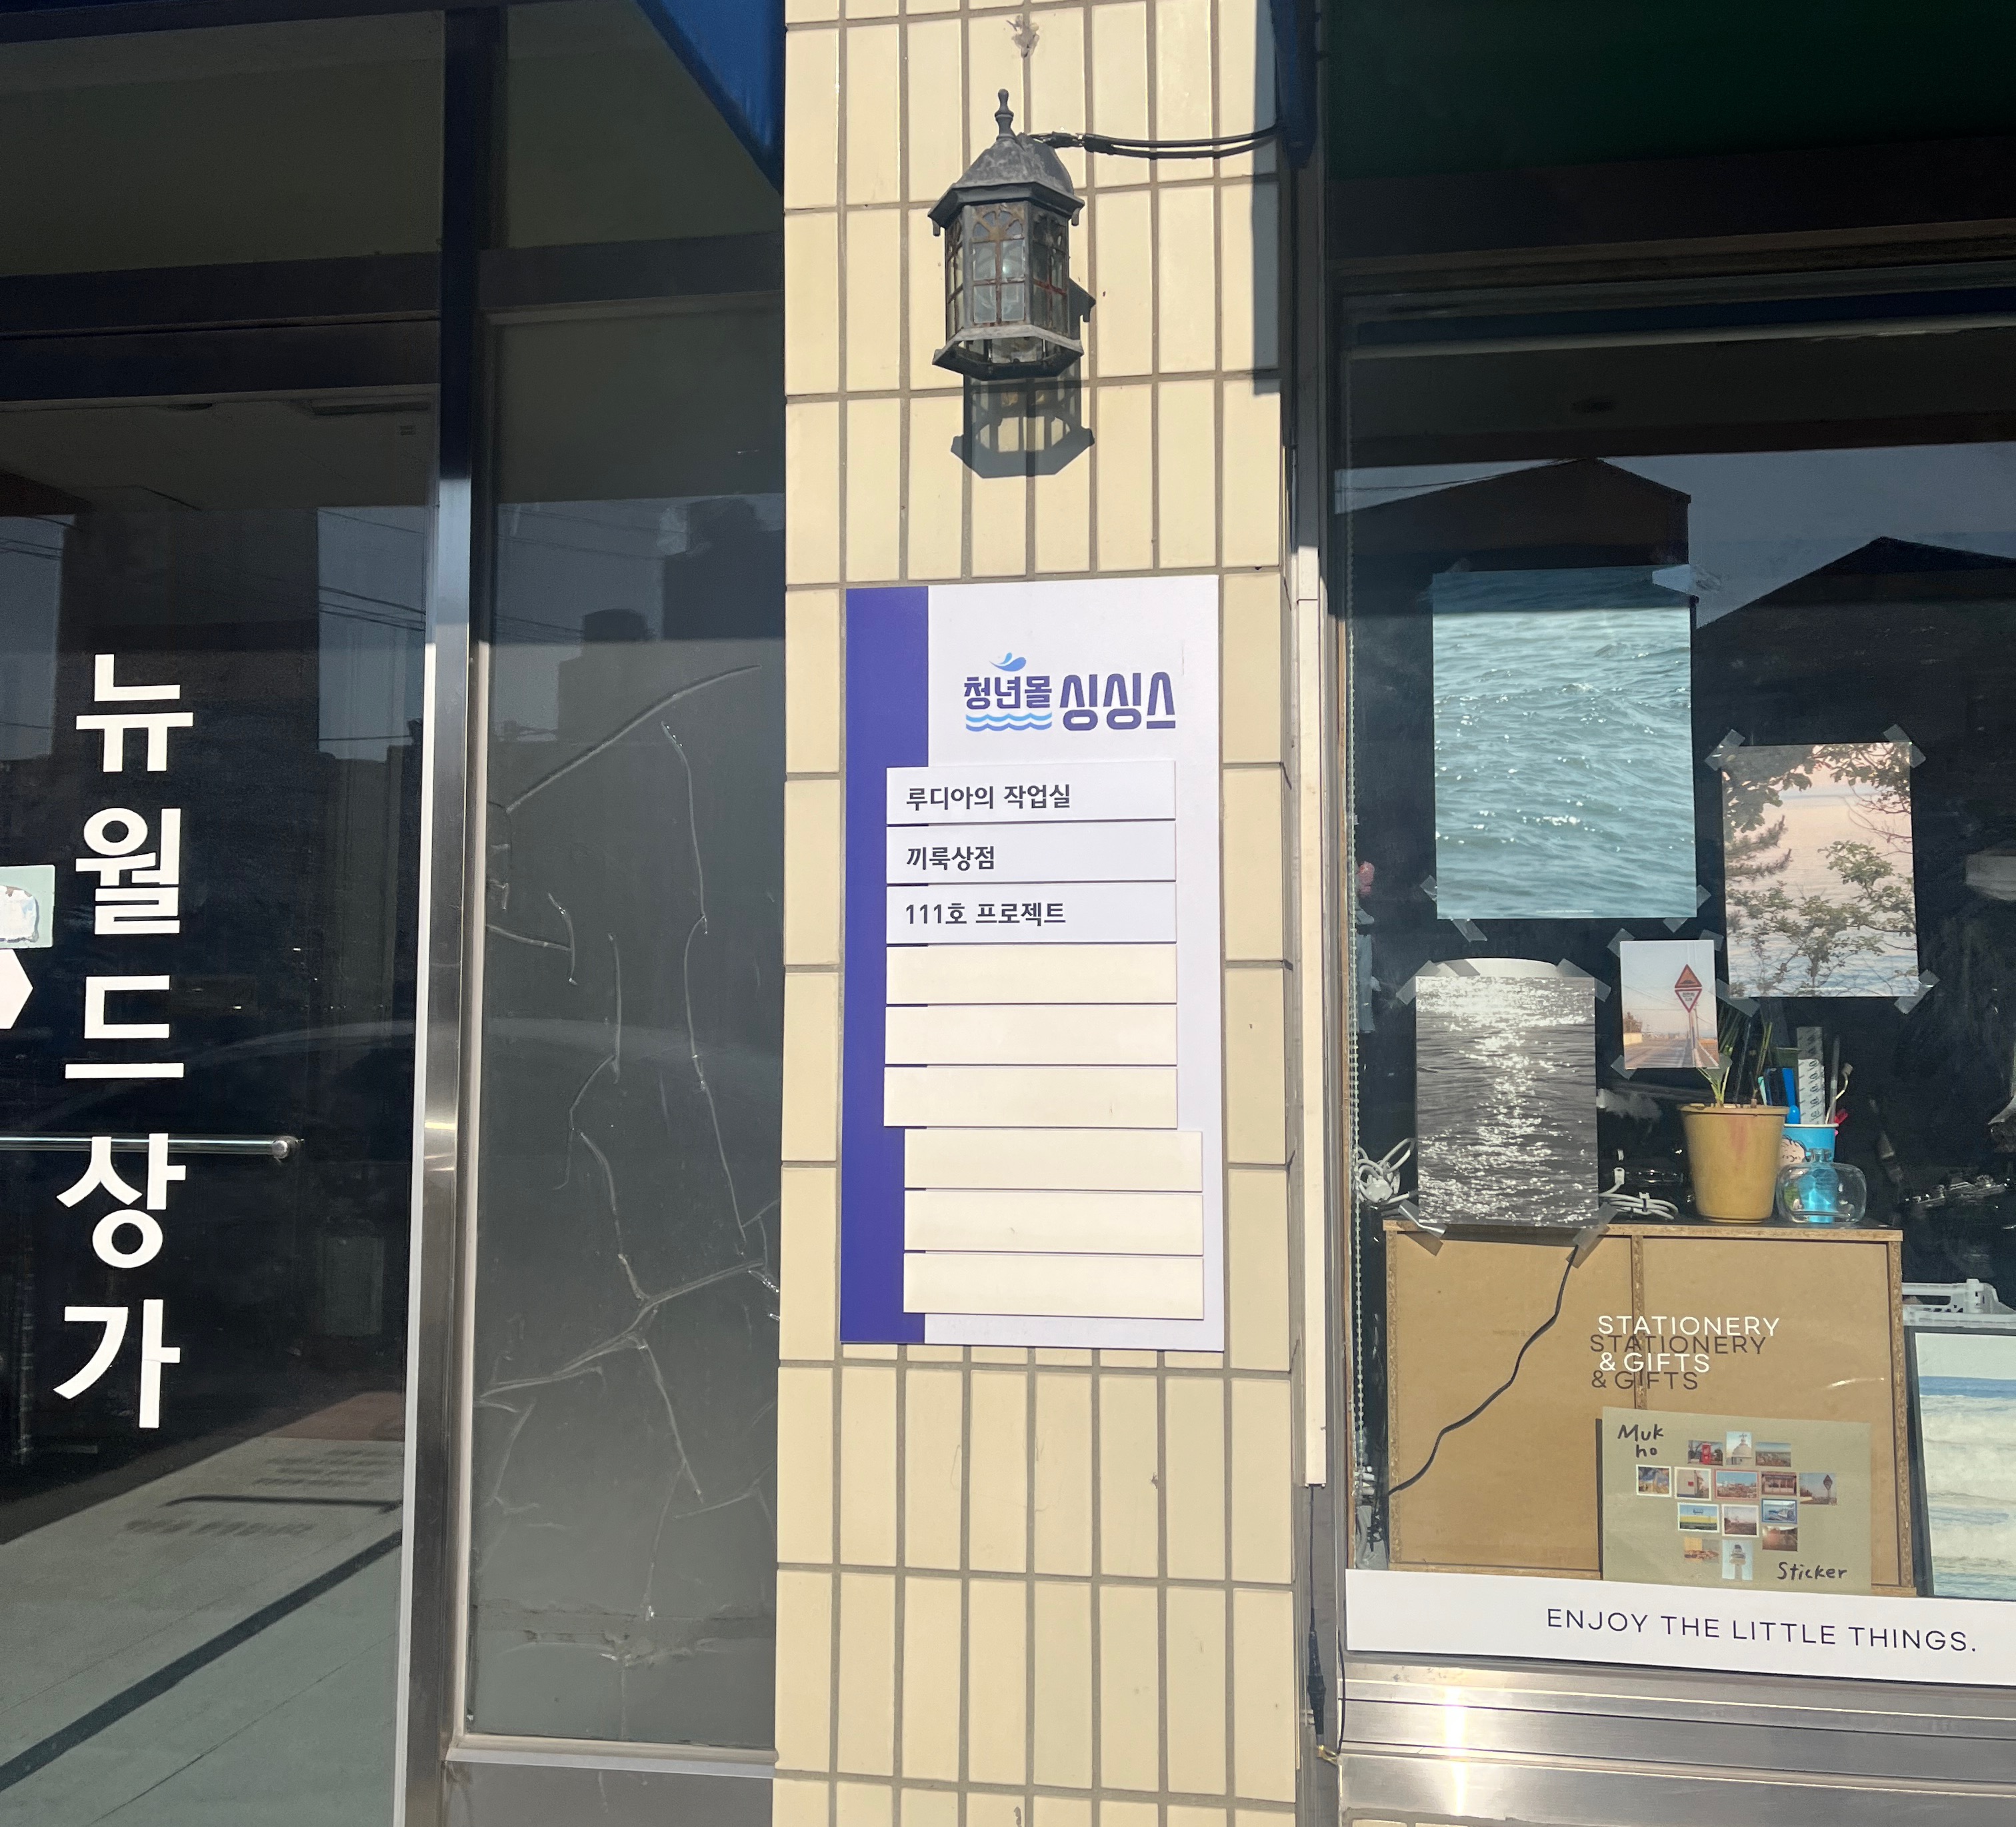 뉴월드상가
청년몰 싱싱스
루디아의 작업실
끼룩상점
111호 프로젝트
STATIONERY
& GIFTS
Muk
ho
Sticker
ENJOY THE LITTLE THINGS.